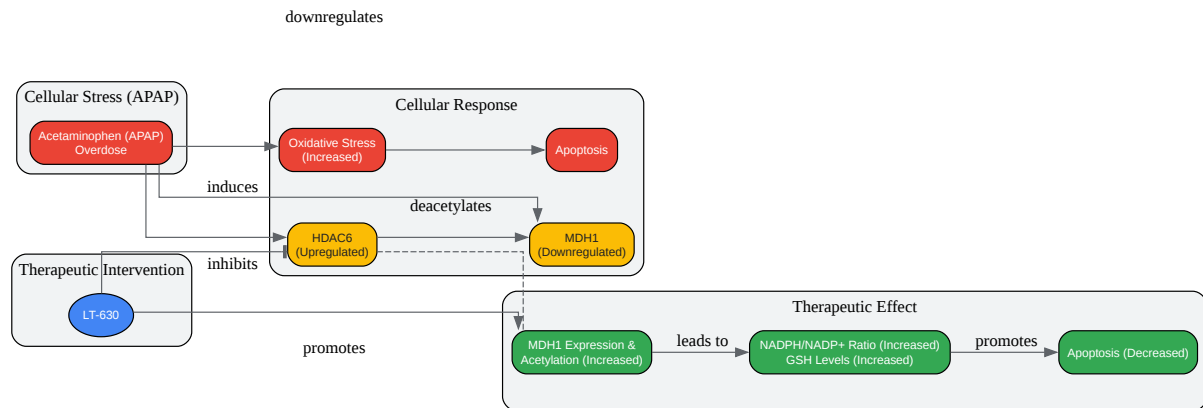 downregulates
Cellular Stress (APAP)
Acetaminophen (APAP)
Overdose
Cellular Response
Oxidative Stress
(Increased)
Apoptosis
induces
deacetylates
HDAC6
(Upregulated)
MDH1
(Downregulated)
inhibits
Therapeutic Intervention
LT-630
promotes
Therapeutic Effect
MDH1 Expression &
Acetylation (Increased)
leads to
NADPH/NADP+ Ratio (Increased)
GSH Levels (Increased)
promotes
Apoptosis (Decreased)